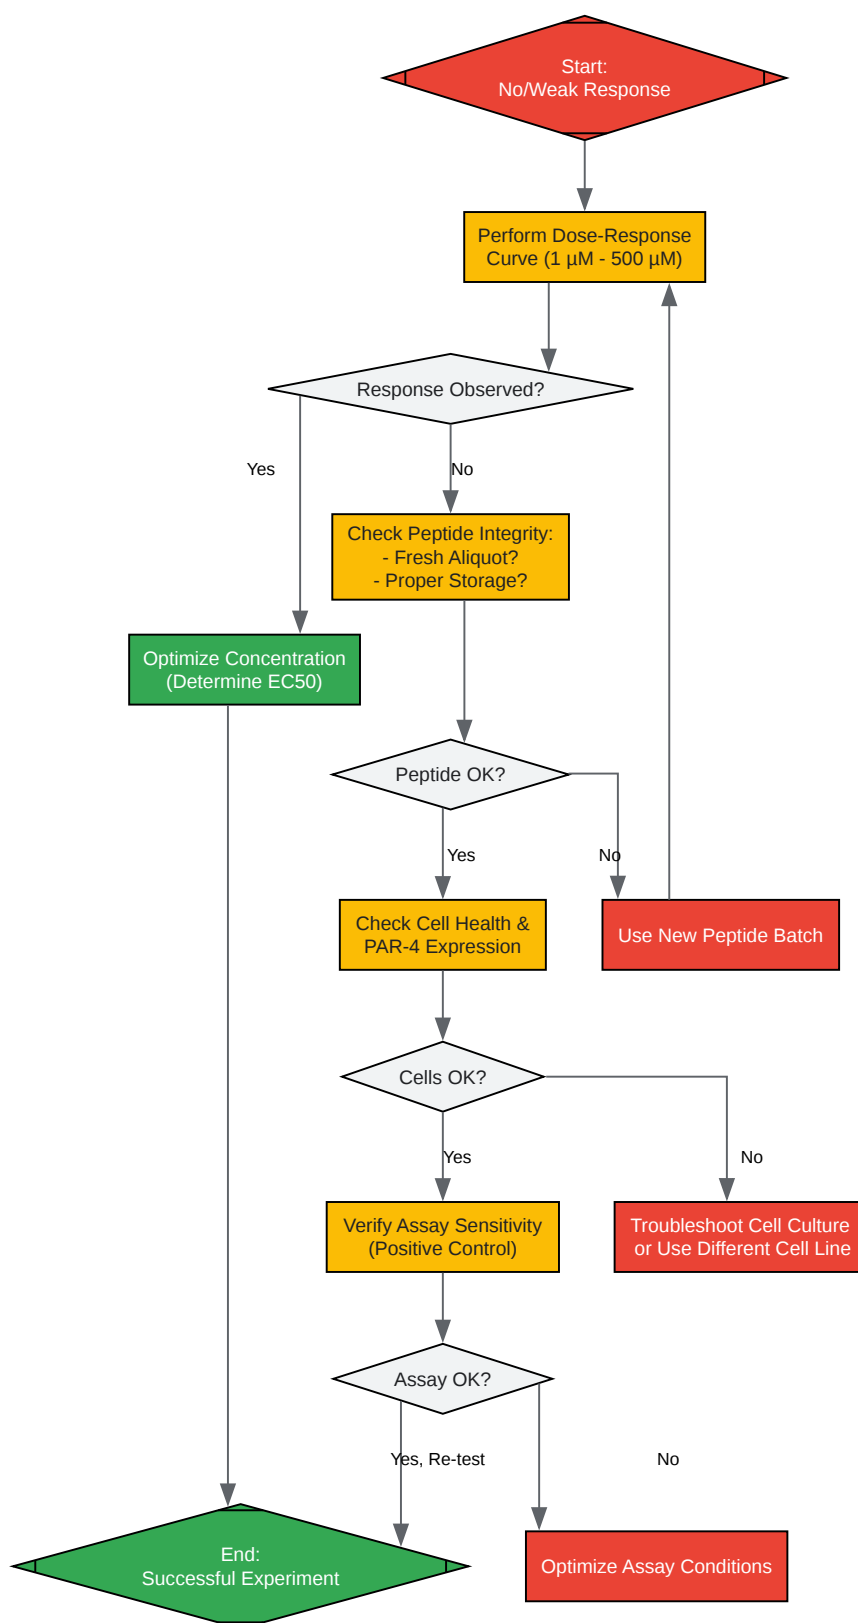 Start:
No/Weak Response
Perform Dose-Response
Curve (1 µM - 500 µM)
Response Observed?
Yes
No
Check Peptide Integrity:
- Fresh Aliquot?
- Proper Storage?
Optimize Concentration
(Determine EC50)
Peptide OK?
Yes
No
Check Cell Health &
PAR-4 Expression
Use New Peptide Batch
Cells OK?
Yes
No
Verify Assay Sensitivity
(Positive Control)
Troubleshoot Cell Culture
or Use Different Cell Line
Assay OK?
Yes, Re-test
No
End:
Successful Experiment
Optimize Assay Conditions